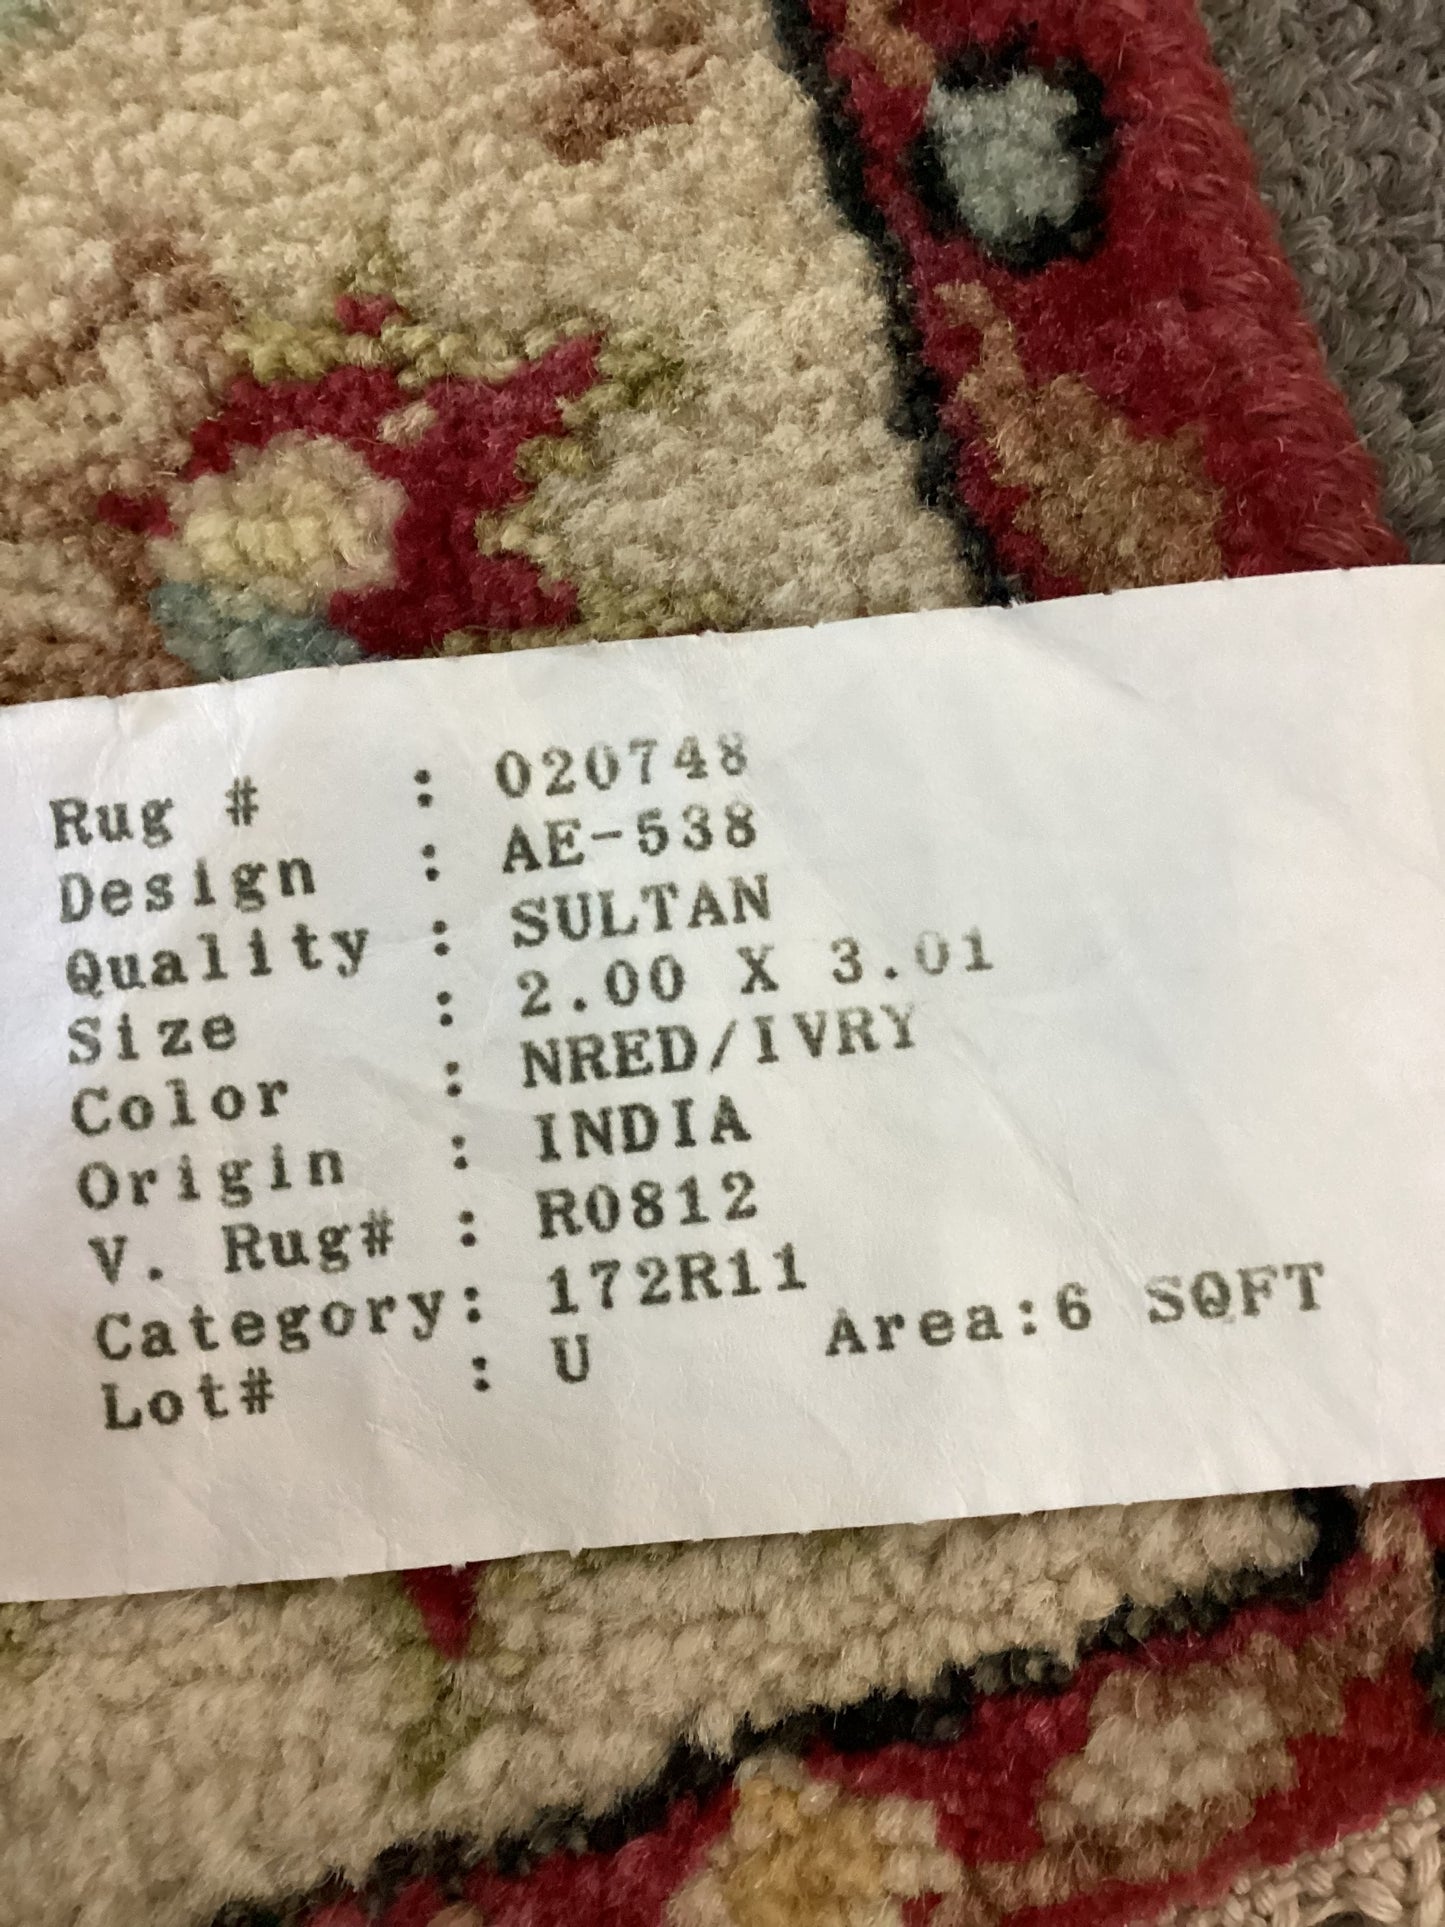 Rug # : 020748
Design : AE-538
Quality : SULTAN
Size : 2.00 X 3.01
Color : NRED/IVRY
Origin : INDIA
V. Rug# : R0812
Category: 172R11
Lot# : U Area:6 SQFT